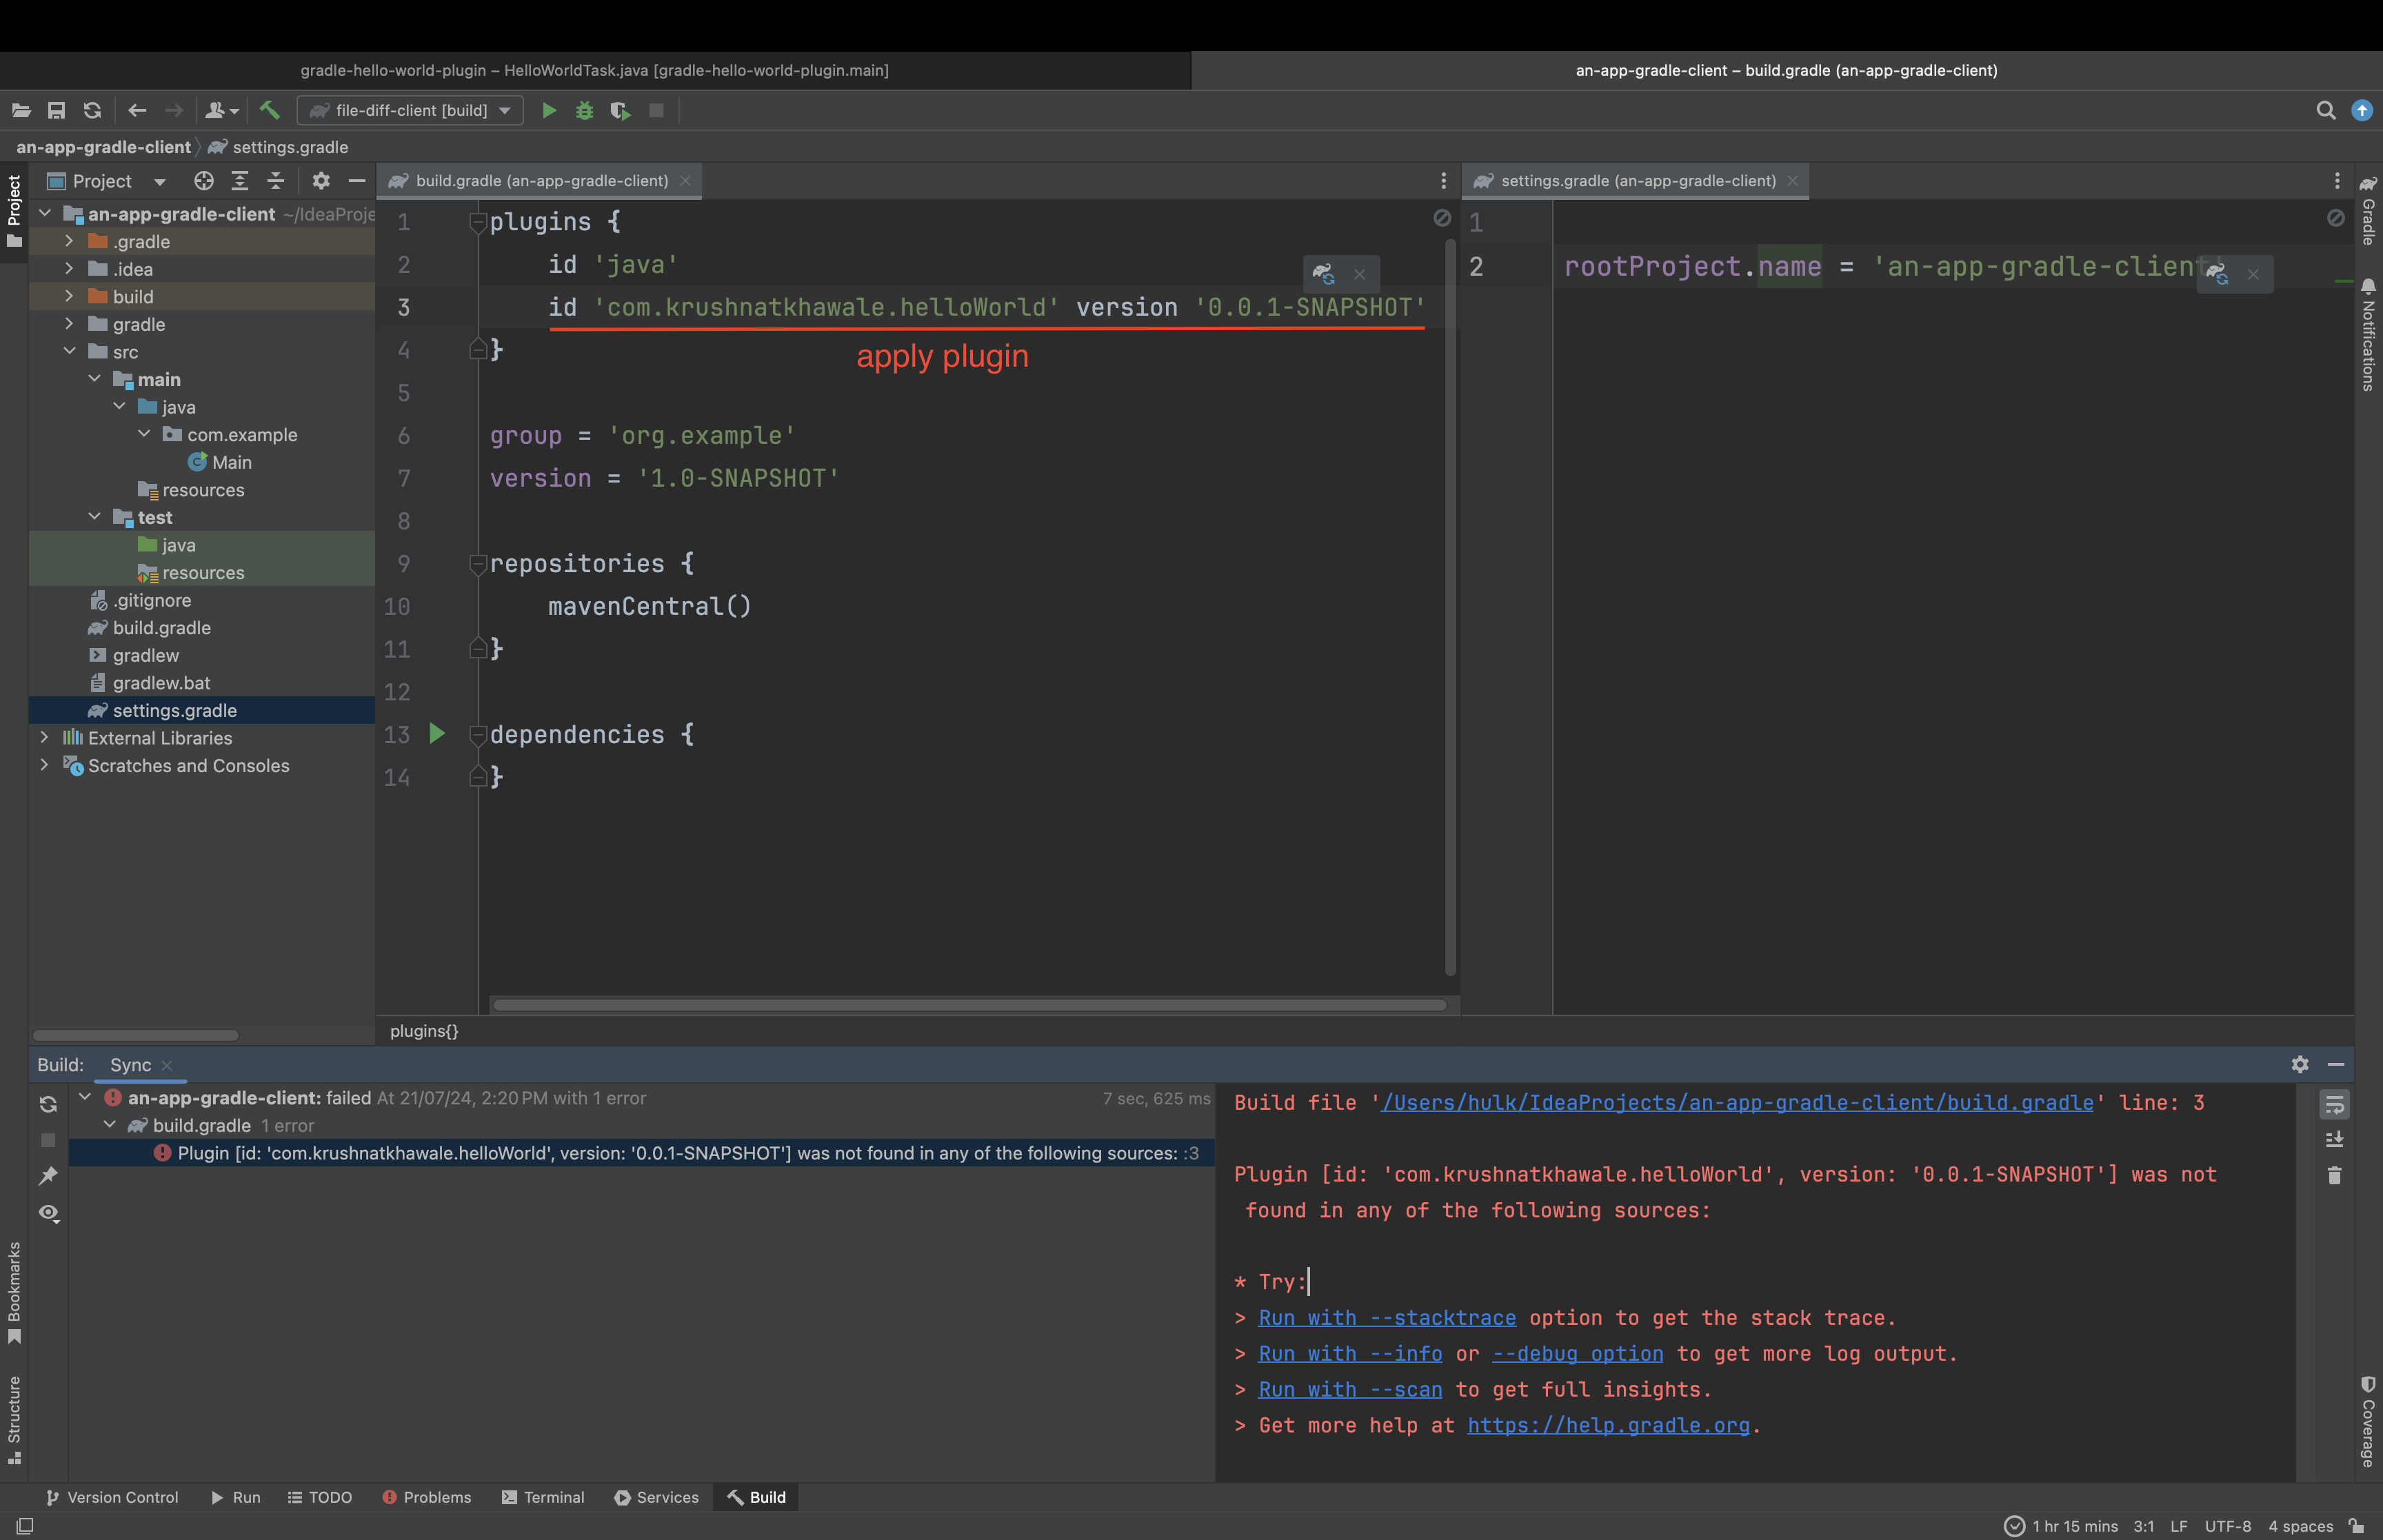 gradle-hello-world-plugin – HelloWorldTask.java [gradle-hello-world-plugin.main]
an-app-gradle-client – build.gradle (an-app-gradle-client)
file-diff-client [build]
an-app-gradle-client
settings.gradle
Project
Project
an-app-gradle-client ~/IdeaProje
.gradle
.idea
build
gradle
src
main
java
com.example
Main
resources
test
java
resources
.gitignore
build.gradle
gradlew
gradlew.bat
settings.gradle
External Libraries
Scratches and Consoles
build.gradle (an-app-gradle-client)
1 plugins {
2 id 'java'
3 id 'com.krushnatkhawale.helloWorld' version '0.0.1-SNAPSHOT'
apply plugin
4 }
5
6 group = 'org.example'
7 version = '1.0-SNAPSHOT'
8
9 repositories {
10 mavenCentral()
11 }
12
13 dependencies {
14 }
plugins{}
settings.gradle (an-app-gradle-client)
1
2 rootProject.name = 'an-app-gradle-client'
Gradle
Notifications
Build: Sync
an-app-gradle-client: failed At 21/07/24, 2:20 PM with 1 error 7 sec, 625 ms
build.gradle 1 error
Plugin [id: 'com.krushnatkhawale.helloWorld', version: '0.0.1-SNAPSHOT'] was not found in any of the following sources: :3
Build file '/Users/hulk/IdeaProjects/an-app-gradle-client/build.gradle' line: 3
Plugin [id: 'com.krushnatkhawale.helloWorld', version: '0.0.1-SNAPSHOT'] was not
found in any of the following sources:
* Try:
> Run with --stacktrace option to get the stack trace.
> Run with --info or --debug option to get more log output.
> Run with --scan to get full insights.
> Get more help at https://help.gradle.org.
Bookmarks
Structure
Coverage
Version Control Run TODO Problems Terminal Services Build
1 hr 15 mins 3:1 LF UTF-8 4 spaces